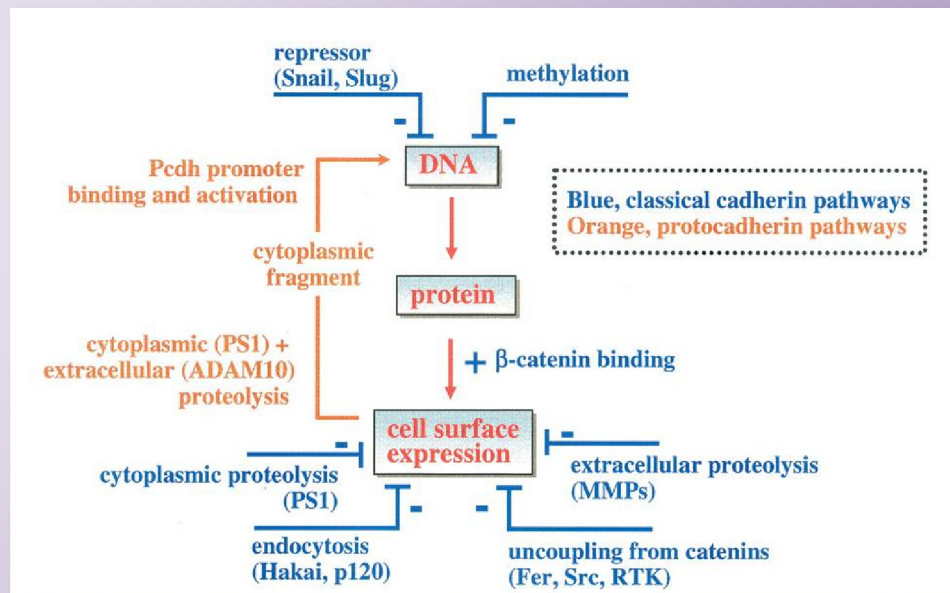 repressor
(Snail, Slug)
methylation
-
-
DNA
Pcdh promoter
binding and activation
Blue, classical cadherin pathways
Orange, protocadherin pathways
cytoplasmic
fragment
protein
cytoplasmic (PS1) +
extracellular (ADAM10)
proteolysis
+ β-catenin binding
cell surface
expression
-
-
cytoplasmic proteolysis
(PS1)
extracellular proteolysis
(MMPs)
-
-
endocytosis
(Hakai, p120)
uncoupling from catenins
(Fer, Src, RTK)